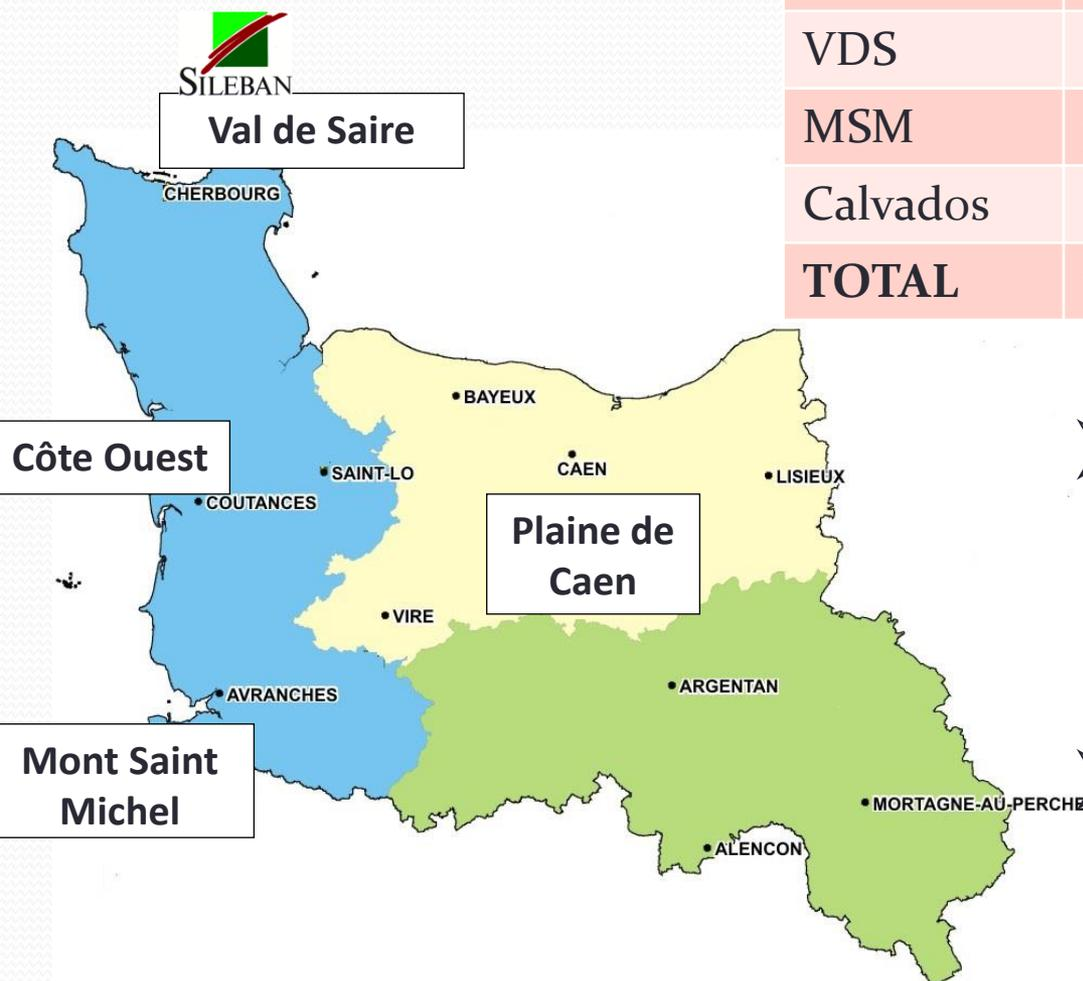 SILEBAN
Val de Saire
VDS
MSM
Calvados
TOTAL
CHERBOURG
BAYEUX
Côte Ouest
SAINT-LO
CAEN
LISIEUX
COUTANCES
Plaine de
Caen
VIRE
AVRANCHES
ARGENTAN
Mont Saint
Michel
MORTAGNE-AU-PERCHE
ALENCON